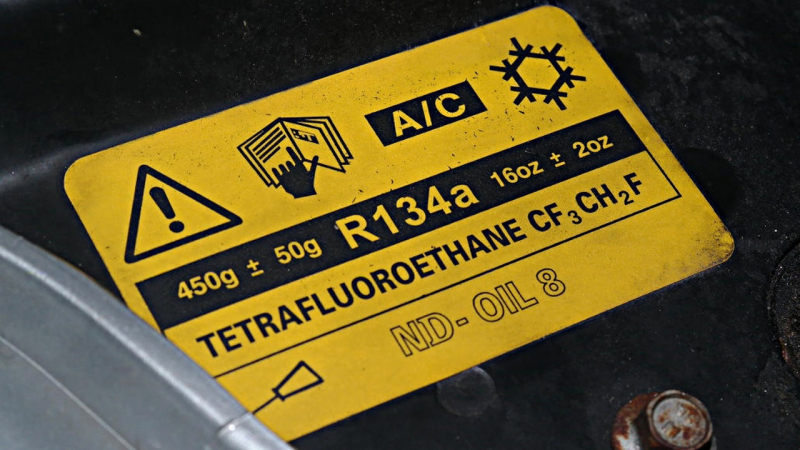 A/C
450g ± 50g R134a 16oz ± 2oz
TETRAFLUOROETHANE CF₃CH₂F
ND-OIL 8